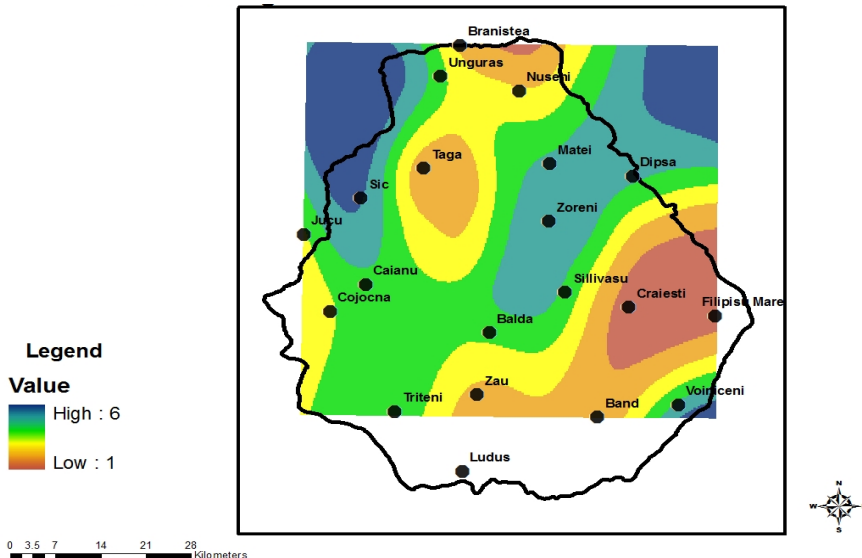 Branistea
Unguras
Nuseni
Taga
Matei
Dipsa
Sic
Zoreni
Jucu
Caianu
Sillivasu
Craiesti
Cojocna
Filipisu Mare
Balda
Legend
Value
High : 6
Low : 1
Zau
Triteni
Band
Voiniceni
Ludus
N
W E
S
0 3.5 7 14 21 28
Kilometers